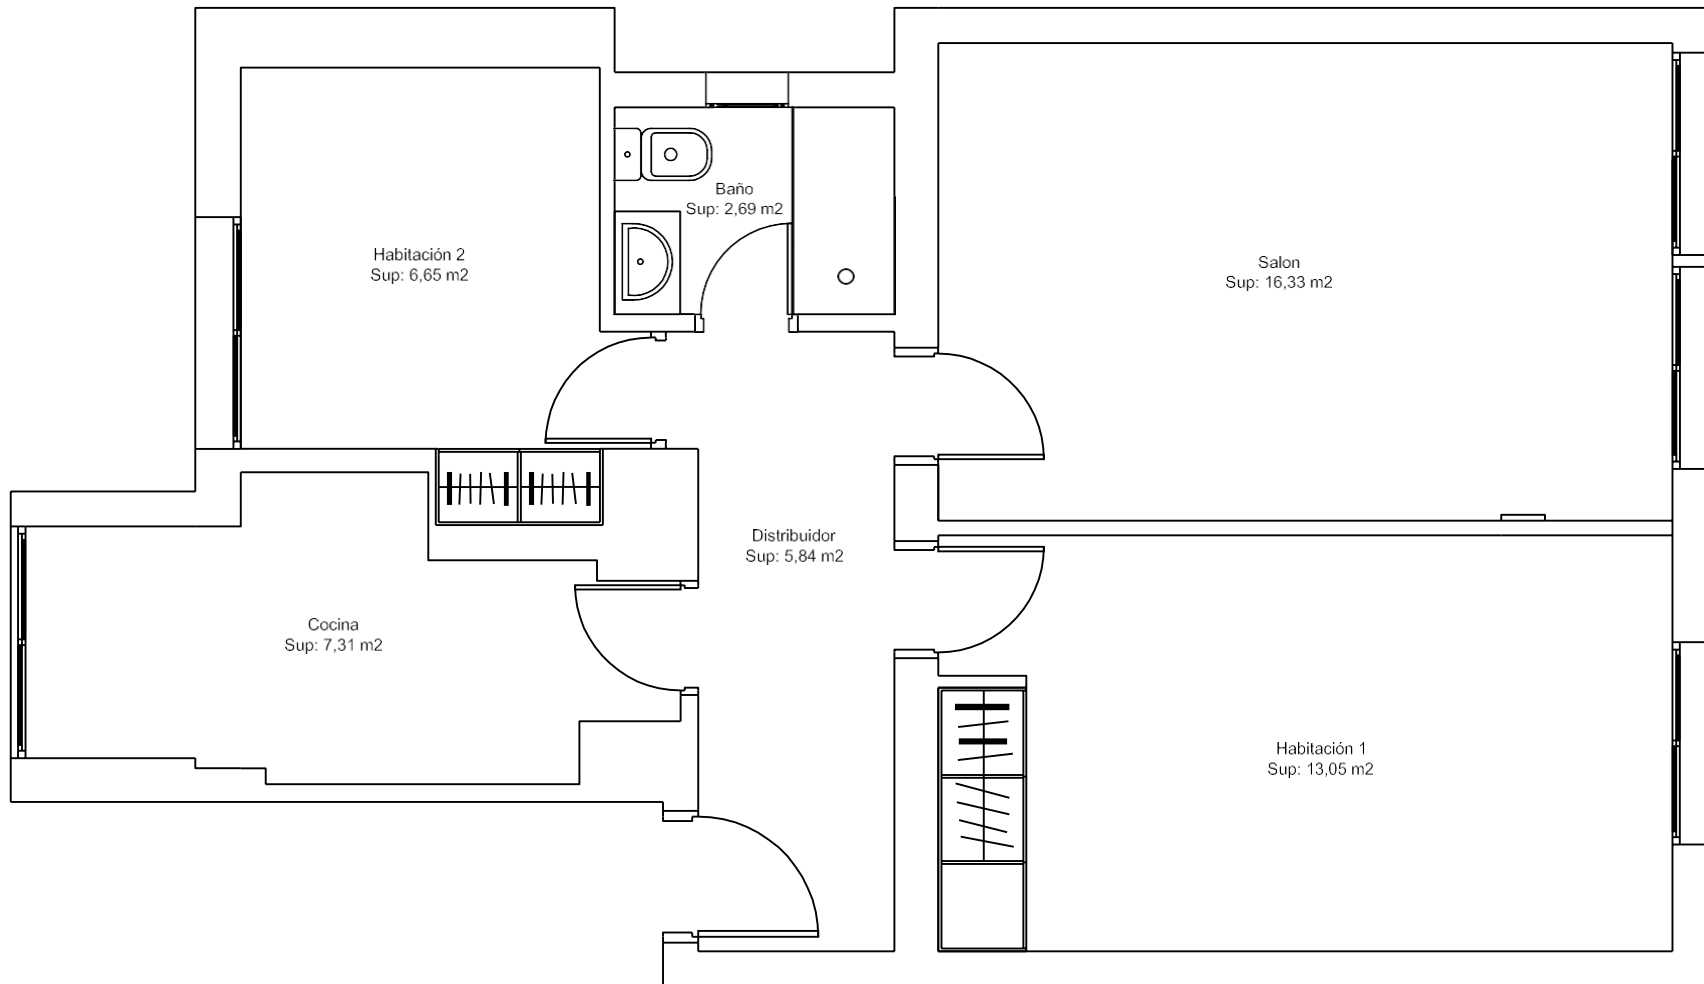 Baño
Sup: 2,69 m2
Habitación 2
Sup: 6,65 m2
Salon
Sup: 16,33 m2
Distribuidor
Sup: 5,84 m2
Cocina
Sup: 7,31 m2
Habitación 1
Sup: 13,05 m2